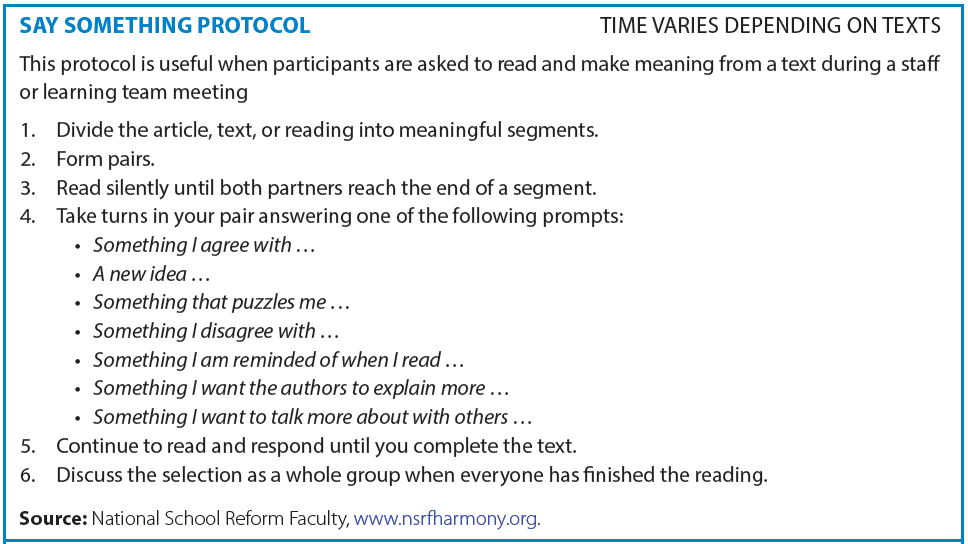 SAY SOMETHING PROTOCOL TIME VARIES DEPENDING ON TEXTS
This protocol is useful when participants are asked to read and make meaning from a text during a staff
or learning team meeting
1. Divide the article, text, or reading into meaningful segments.
2. Form pairs.
3. Read silently until both partners reach the end of a segment.
4. Take turns in your pair answering one of the following prompts:
• Something I agree with …
• A new idea …
• Something that puzzles me …
• Something I disagree with …
• Something I am reminded of when I read …
• Something I want the authors to explain more …
• Something I want to talk more about with others …
5. Continue to read and respond until you complete the text.
6. Discuss the selection as a whole group when everyone has finished the reading.
Source: National School Reform Faculty, www.nsrfharmony.org.